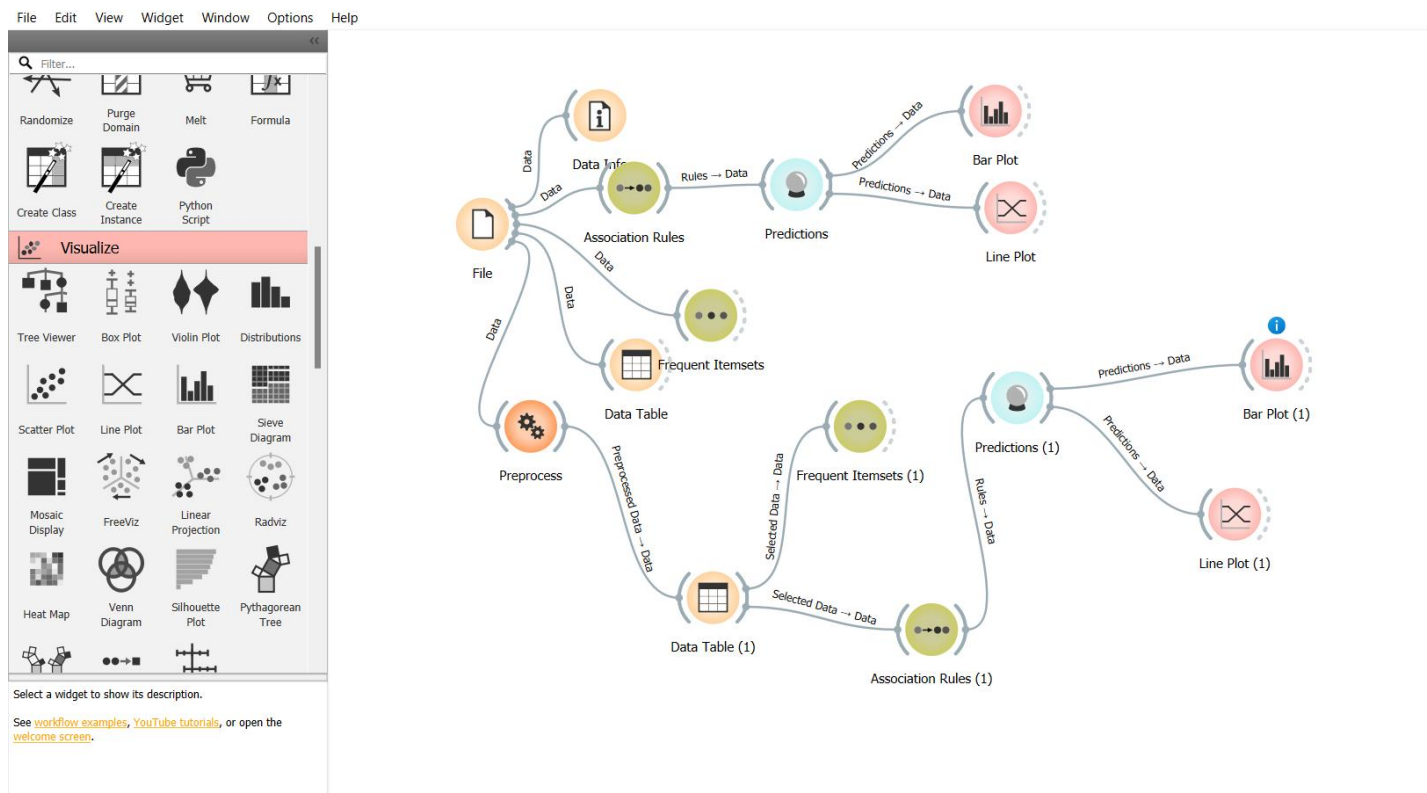 File Edit View Widget Window Options Help
<<
Filter...
Randomize
Purge
Domain
Melt
Formula
Create Class
Create
Instance
Python
Script
Visualize
Tree Viewer
Box Plot
Violin Plot
Distributions
Scatter Plot
Line Plot
Bar Plot
Sieve
Diagram
Mosaic
Display
FreeViz
Linear
Projection
Radviz
Heat Map
Venn
Diagram
Silhouette
Plot
Pythagorean
Tree
Select a widget to show its description.
See workflow examples, YouTube tutorials, or open the
welcome screen.
Data
Data Info
Data
Association Rules
Rules → Data
Predictions
Predictions → Data
Bar Plot
Predictions → Data
Line Plot
File
Data
Frequent Itemsets
Data
Data Table
Data
Preprocess
Preprocessed Data → Data
Data Table (1)
Selected Data → Data
Frequent Itemsets (1)
Selected Data → Data
Association Rules (1)
Rules → Data
Predictions (1)
Predictions → Data
Bar Plot (1)
Predictions → Data
Line Plot (1)